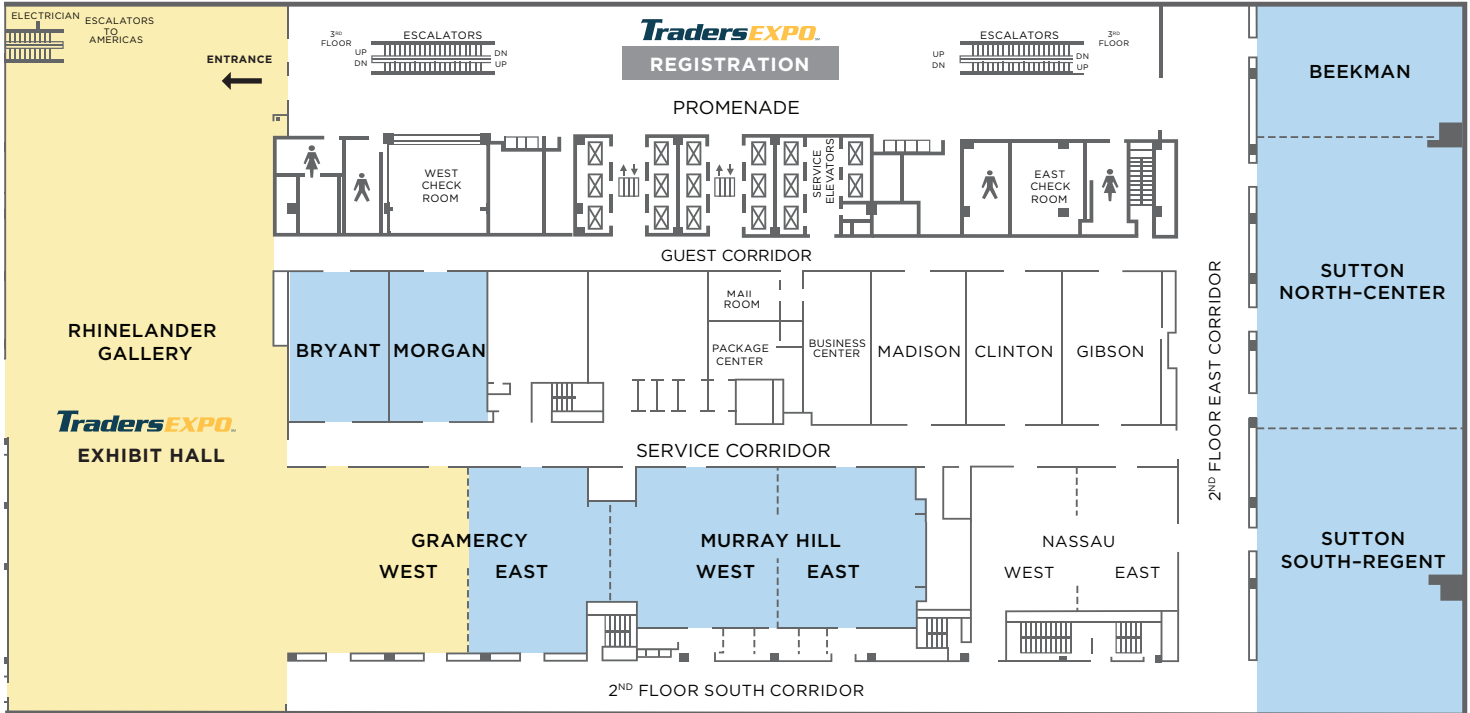 ELECTRICIAN
ESCALATORS
TO
AMERICAS
ENTRANCE
3RD
FLOOR
ESCALATORS
UP
DN
DN
UP
TradersEXPO
REGISTRATION
PROMENADE
ESCALATORS
3RD
FLOOR
UP
DN
DN
UP
BEEKMAN
WEST
CHECK
ROOM
SERVICE
ELEVATORS
EAST
CHECK
ROOM
GUEST CORRIDOR
SUTTON
NORTH–CENTER
2ND FLOOR EAST CORRIDOR
RHINELANDER
GALLERY
BRYANT
MORGAN
MAIL
ROOM
PACKAGE
CENTER
BUSINESS
CENTER
MADISON
CLINTON
GIBSON
TradersEXPO
EXHIBIT HALL
SERVICE CORRIDOR
GRAMERCY
WEST
EAST
MURRAY HILL
WEST
EAST
NASSAU
WEST
EAST
SUTTON
SOUTH–REGENT
2ND FLOOR SOUTH CORRIDOR